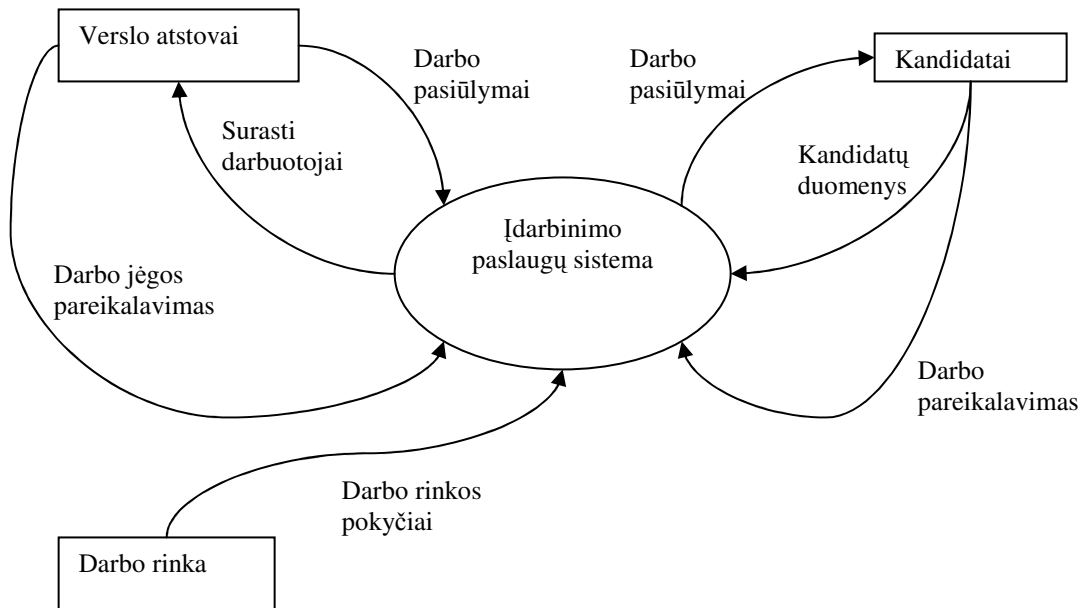 Verslo atstovai
Darbo
pasiūlymai
Darbo
pasiūlymai
Kandidatai
Surasti
darbuotojai
Kandidatų
duomenys
Įdarbinimo
paslaugų sistema
Darbo jėgos
pareikalavimas
Darbo
pareikalavimas
Darbo rinkos
pokyčiai
Darbo rinka